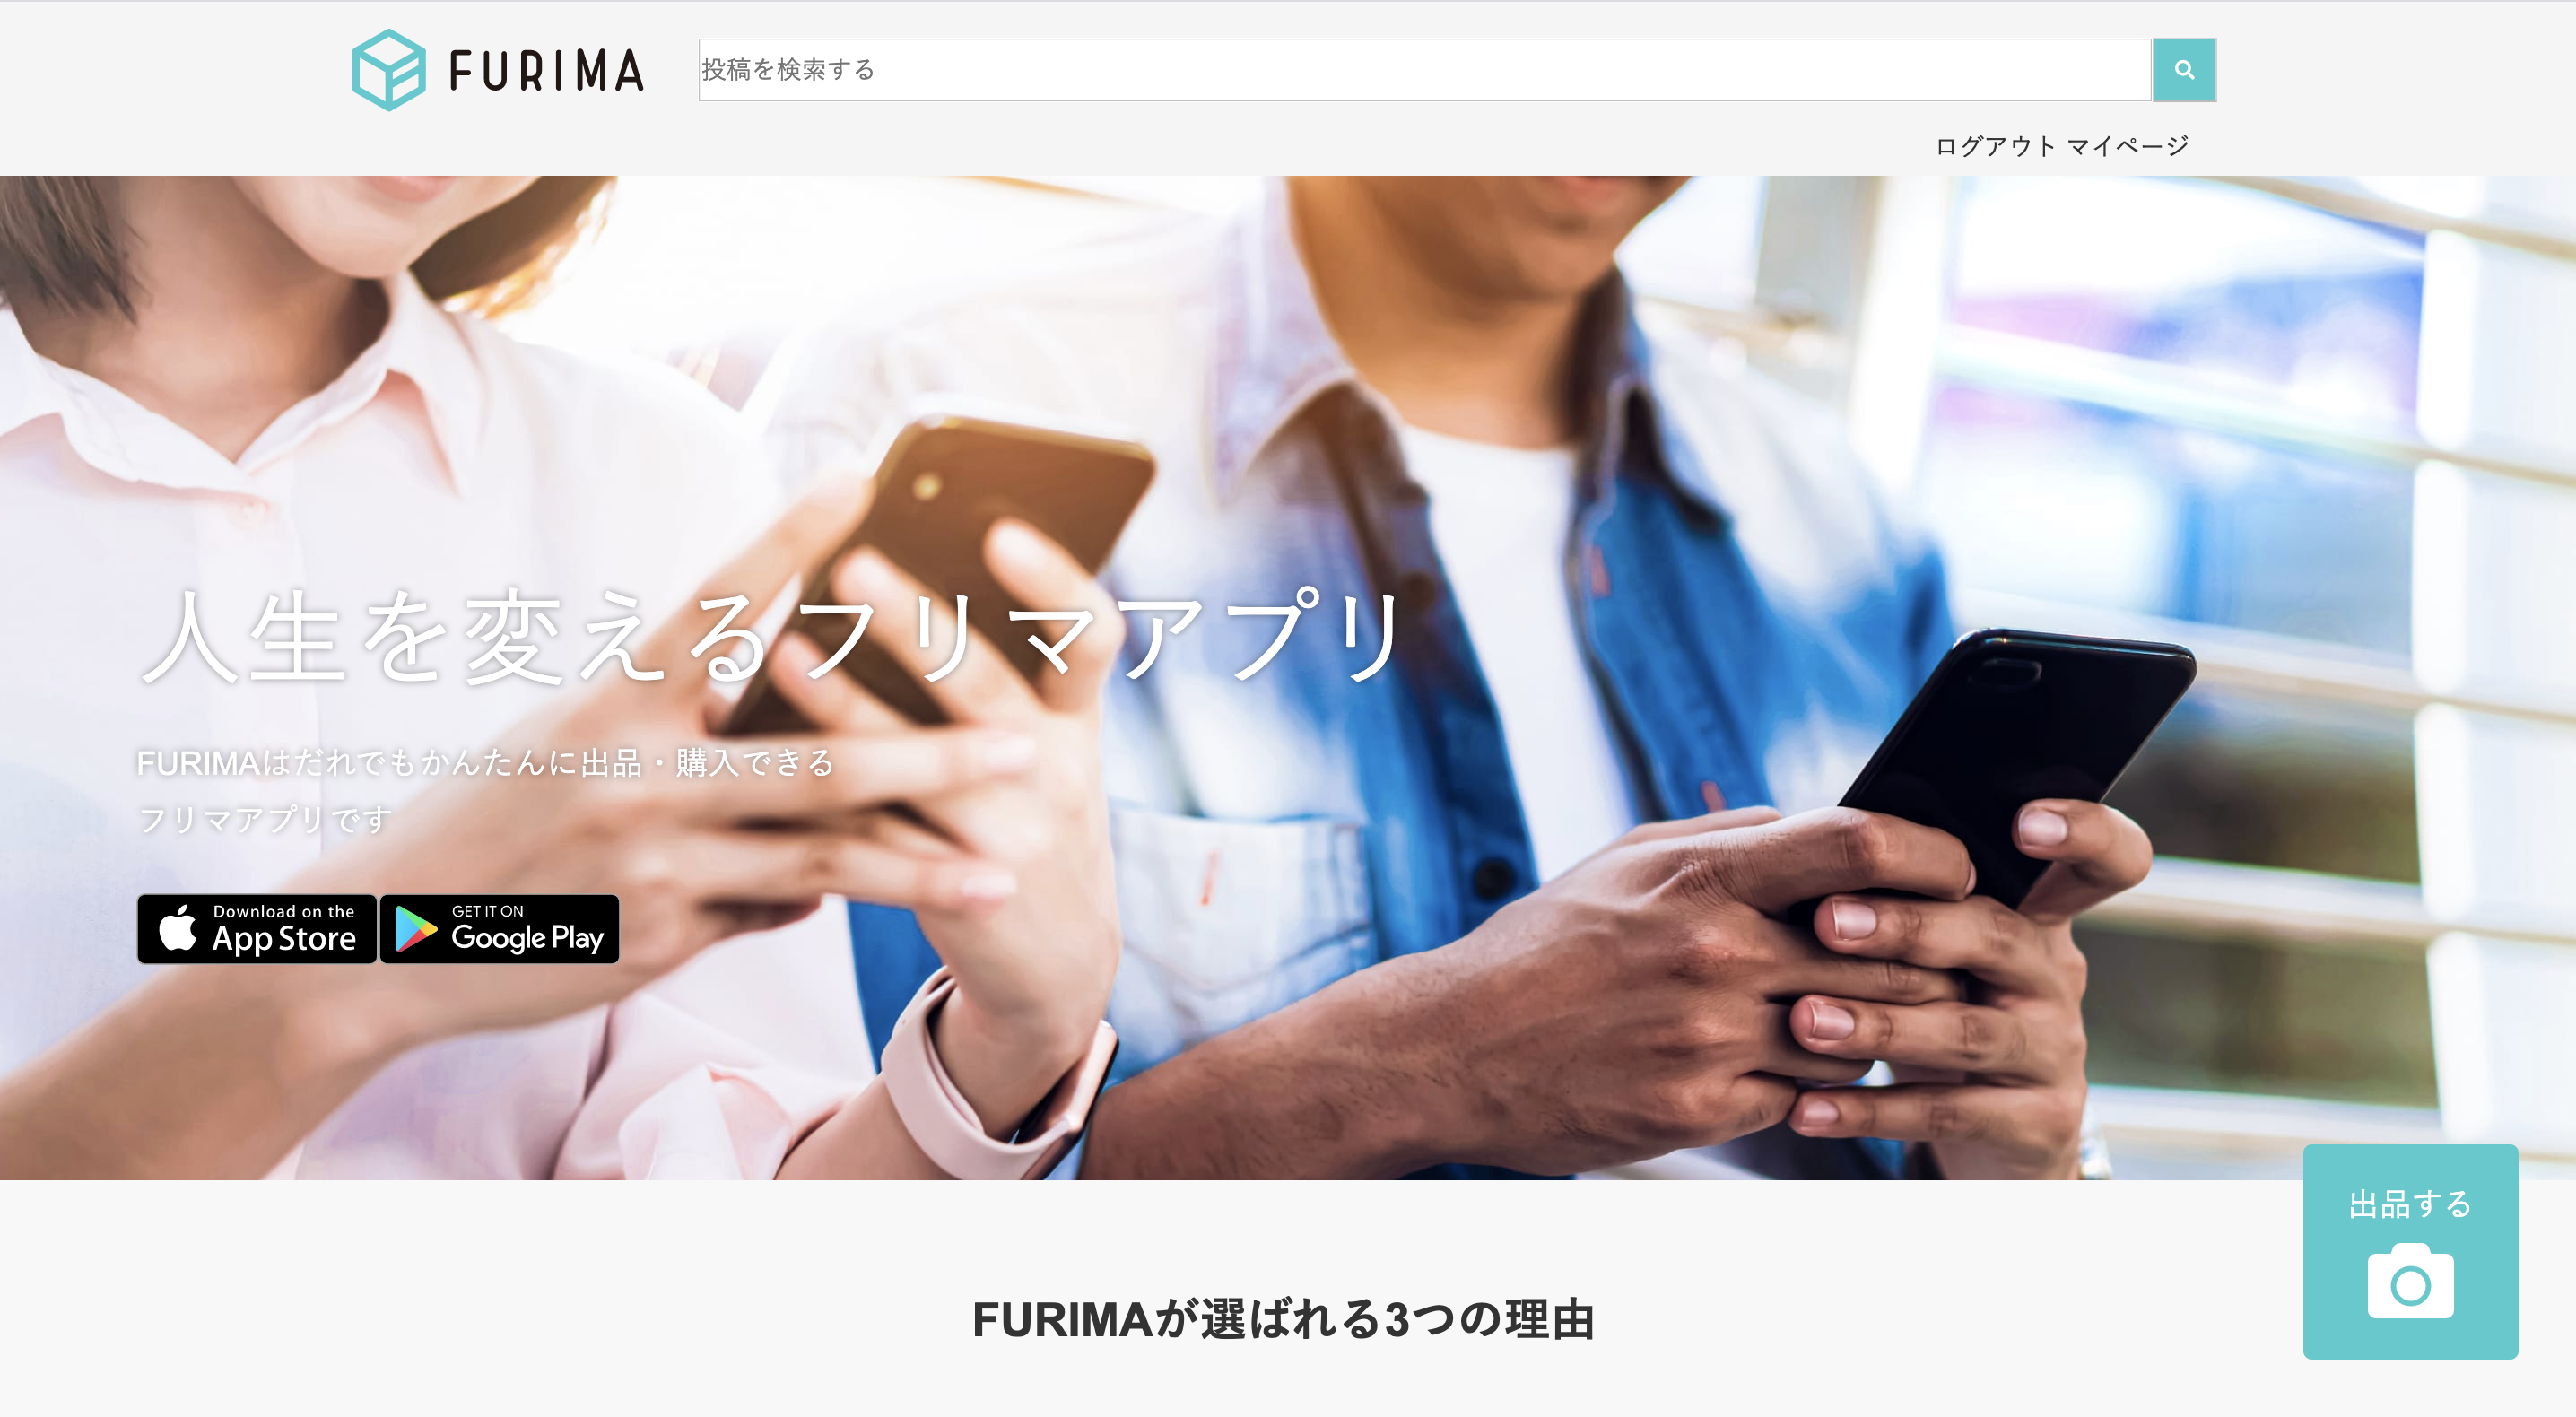 FURIMA
投稿を検索する
ログアウト マイページ
人生を変えるフリマアプリ
FURIMAはだれでもかんたんに出品・購入できる
フリマアプリです
Download on the
App Store
GET IT ON
Google Play
出品する
FURIMAが選ばれる3つの理由